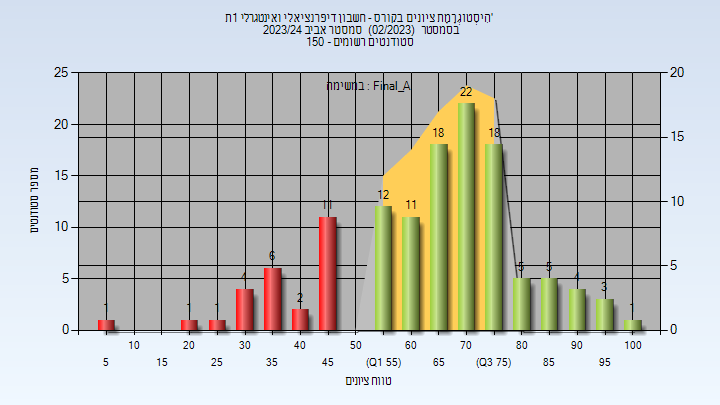 היסטוגרמת ציונים בקורס - חשבון דיפרנציאלי ואינטגרלי 1ת'
בסמסטר (02/2023) סמסטר אביב 2023/24
סטודנטים רשומים - 150
במשימה : Final_A
25 20
22
18 18
20
15
15
12
11 11
10 10
6
5 5
5 5
4 4
3
2
1 1 1 1
0 0
10 20 30 40 50 60 70 80 90 100
5 15 25 35 45 (Q1 55) 65 (Q3 75) 85 95
מספר סטודנטים
טווח ציונים